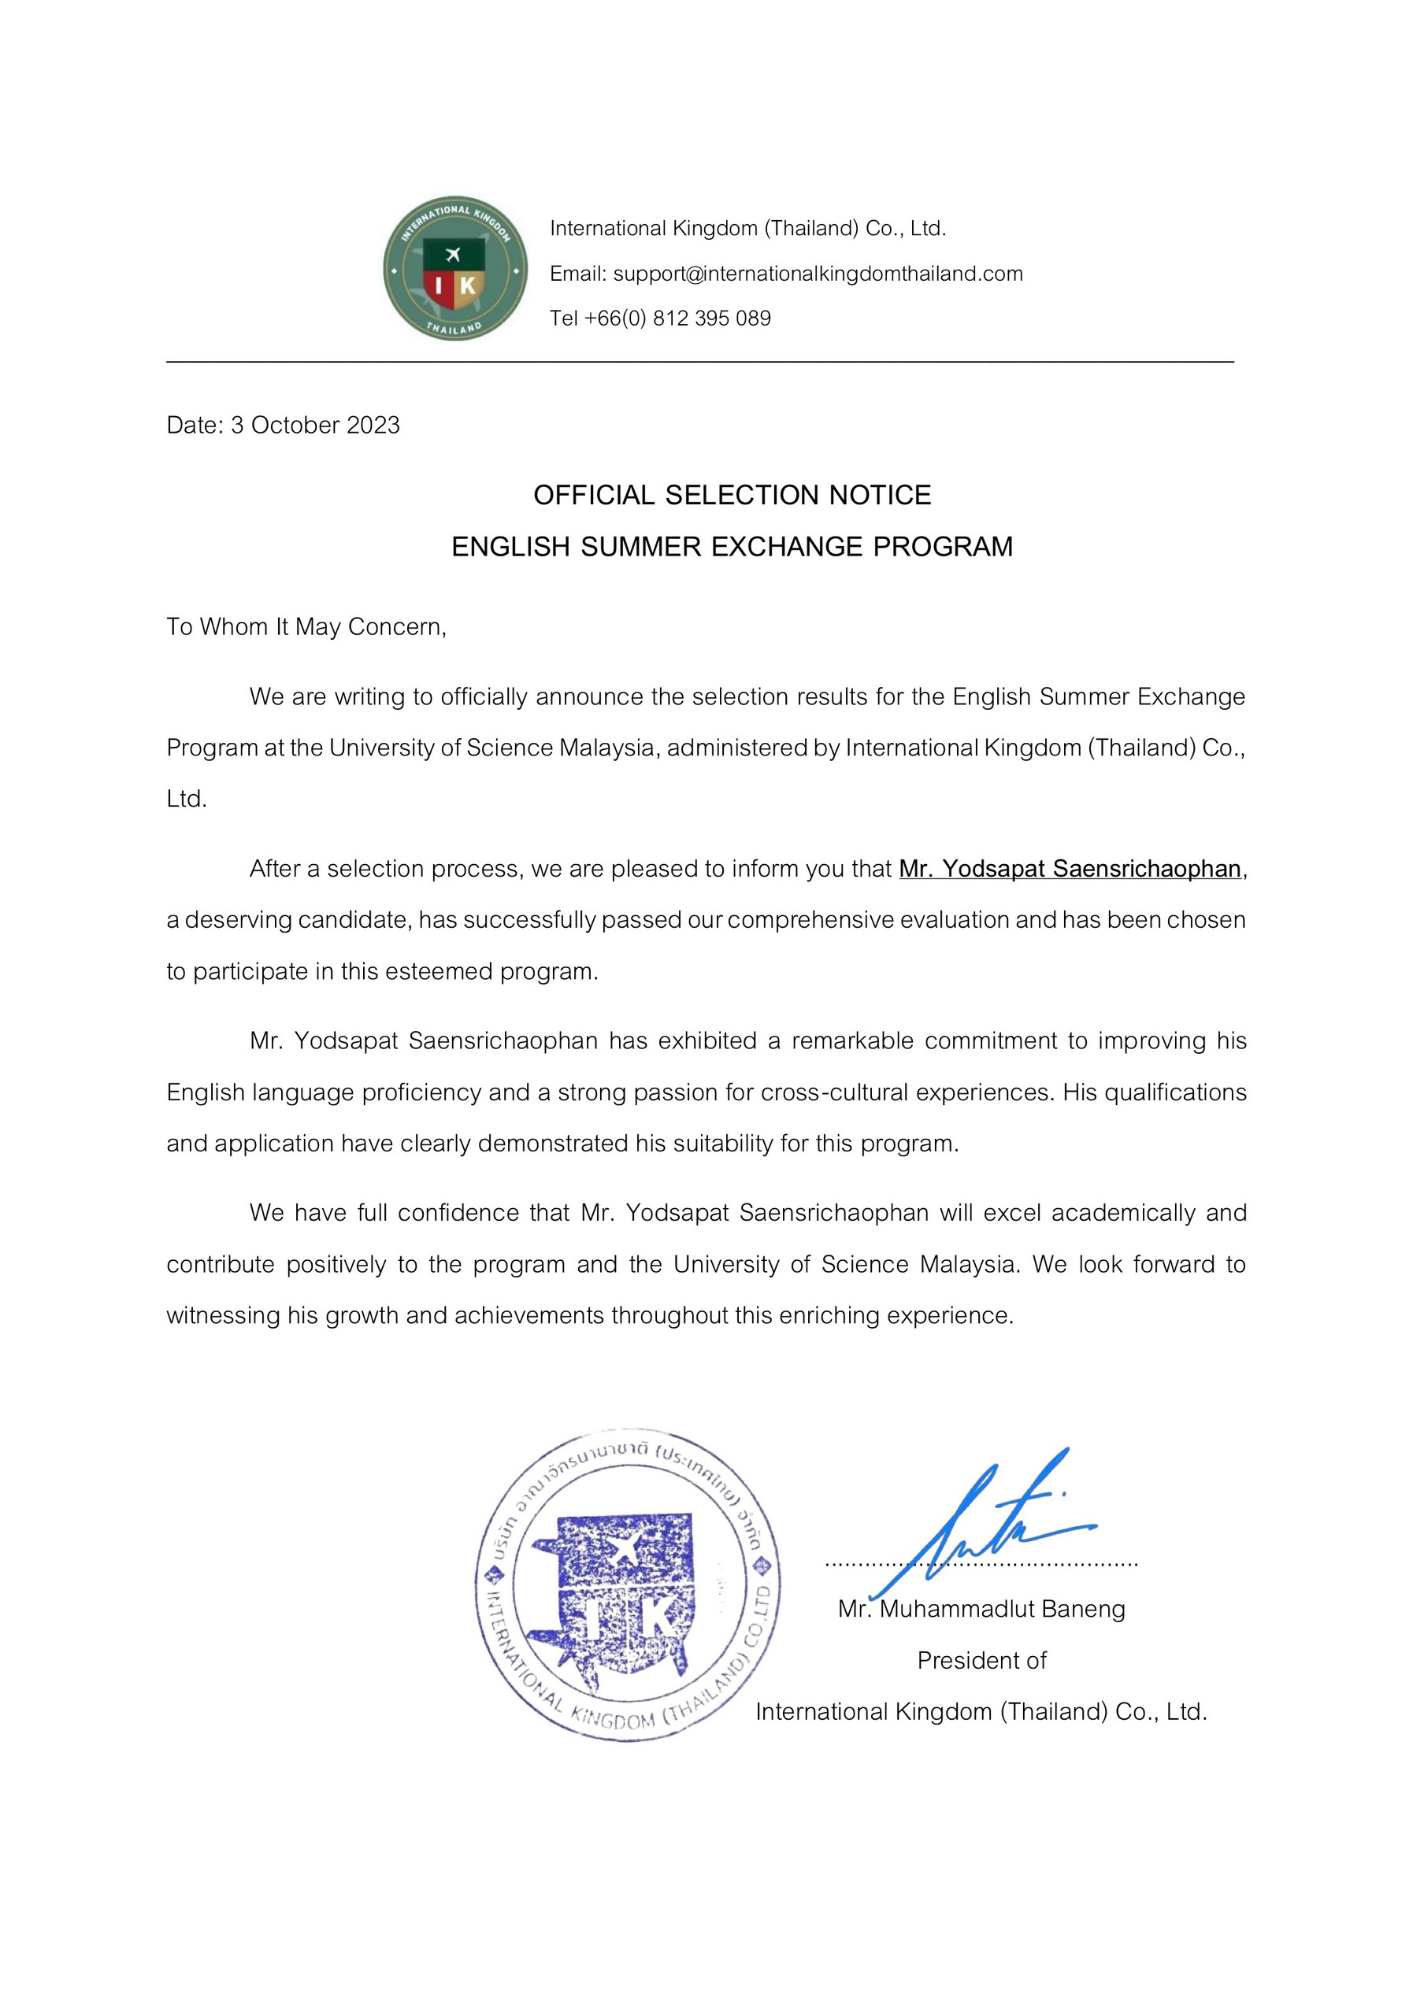 INTERNATIONAL KINGDOM
I K
THAILAND
International Kingdom (Thailand) Co., Ltd.
Email: support@internationalkingdomthailand.com
Tel +66(0) 812 395 089
Date: 3 October 2023
OFFICIAL SELECTION NOTICE
ENGLISH SUMMER EXCHANGE PROGRAM
To Whom It May Concern,
We are writing to officially announce the selection results for the English Summer Exchange
Program at the University of Science Malaysia, administered by International Kingdom (Thailand) Co.,
Ltd.
After a selection process, we are pleased to inform you that Mr. Yodsapat Saensrichaophan,
a deserving candidate, has successfully passed our comprehensive evaluation and has been chosen
to participate in this esteemed program.
Mr. Yodsapat Saensrichaophan has exhibited a remarkable commitment to improving his
English language proficiency and a strong passion for cross-cultural experiences. His qualifications
and application have clearly demonstrated his suitability for this program.
We have full confidence that Mr. Yodsapat Saensrichaophan will excel academically and
contribute positively to the program and the University of Science Malaysia. We look forward to
witnessing his growth and achievements throughout this enriching experience.
บริษัท อาณาจักรนานาชาติ (ประเทศไทย) จำกัด
I K
INTERNATIONAL KINGDOM (THAILAND) CO.,LTD
Mr. Muhammadlut Baneng
President of
International Kingdom (Thailand) Co., Ltd.